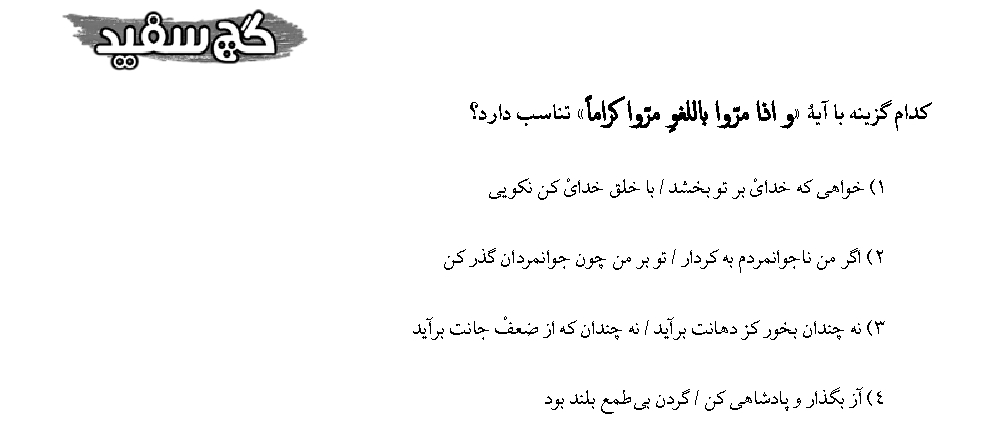 گچ سفید
کدام گزینه با آیهٔ «و اذا مرّوا باللغوِ مرّوا کراماً» تناسب دارد؟
۱) خواهی که خدایْ بر تو بخشد / با خلق خدایْ کن نکویی
۲) اگر من ناجوانمردم به کردار / تو بر من چون جوانمردان گذر کن
۳) نه چندان بخور کز دهانت برآید / نه چندان که از ضعفْ جانت برآید
۴) آز بگذار و پادشاهی کن / گردن بی‌طمع بلند بود